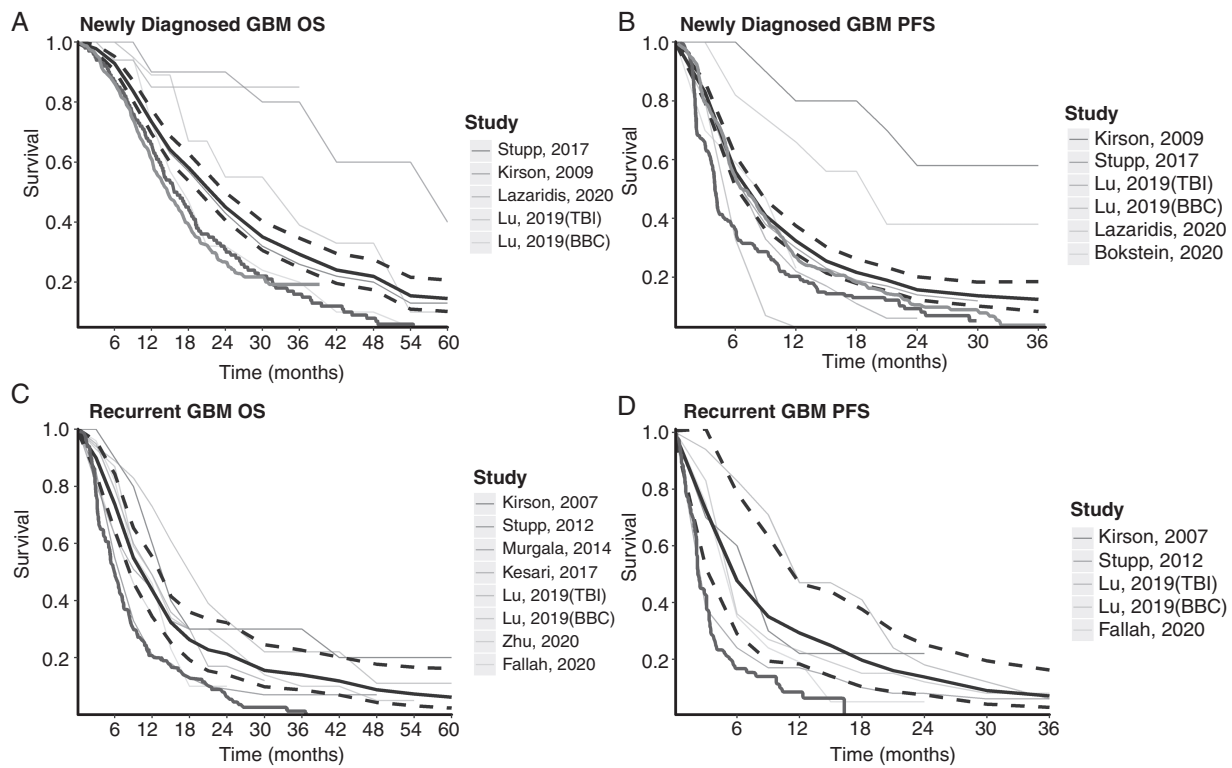 A
Newly Diagnosed GBM OS
1.0
0.8
0.6
0.4
0.2
Survival
6 12 18 24 30 36 42 48 54 60
Time (months)
Study
Stupp, 2017
Kirson, 2009
Lazaridis, 2020
Lu, 2019(TBI)
Lu, 2019(BBC)
B
Newly Diagnosed GBM PFS
1.0
0.8
0.6
0.4
0.2
Survival
6 12 18 24 30 36
Time (months)
Study
Kirson, 2009
Stupp, 2017
Lu, 2019(TBI)
Lu, 2019(BBC)
Lazaridis, 2020
Bokstein, 2020
C
Recurrent GBM OS
1.0
0.8
0.6
0.4
0.2
Survival
6 12 18 24 30 36 42 48 54 60
Time (months)
Study
Kirson, 2007
Stupp, 2012
Murgala, 2014
Kesari, 2017
Lu, 2019(TBI)
Lu, 2019(BBC)
Zhu, 2020
Fallah, 2020
D
Recurrent GBM PFS
1.0
0.8
0.6
0.4
0.2
Survival
6 12 18 24 30 36
Time (months)
Study
Kirson, 2007
Stupp, 2012
Lu, 2019(TBI)
Lu, 2019(BBC)
Fallah, 2020